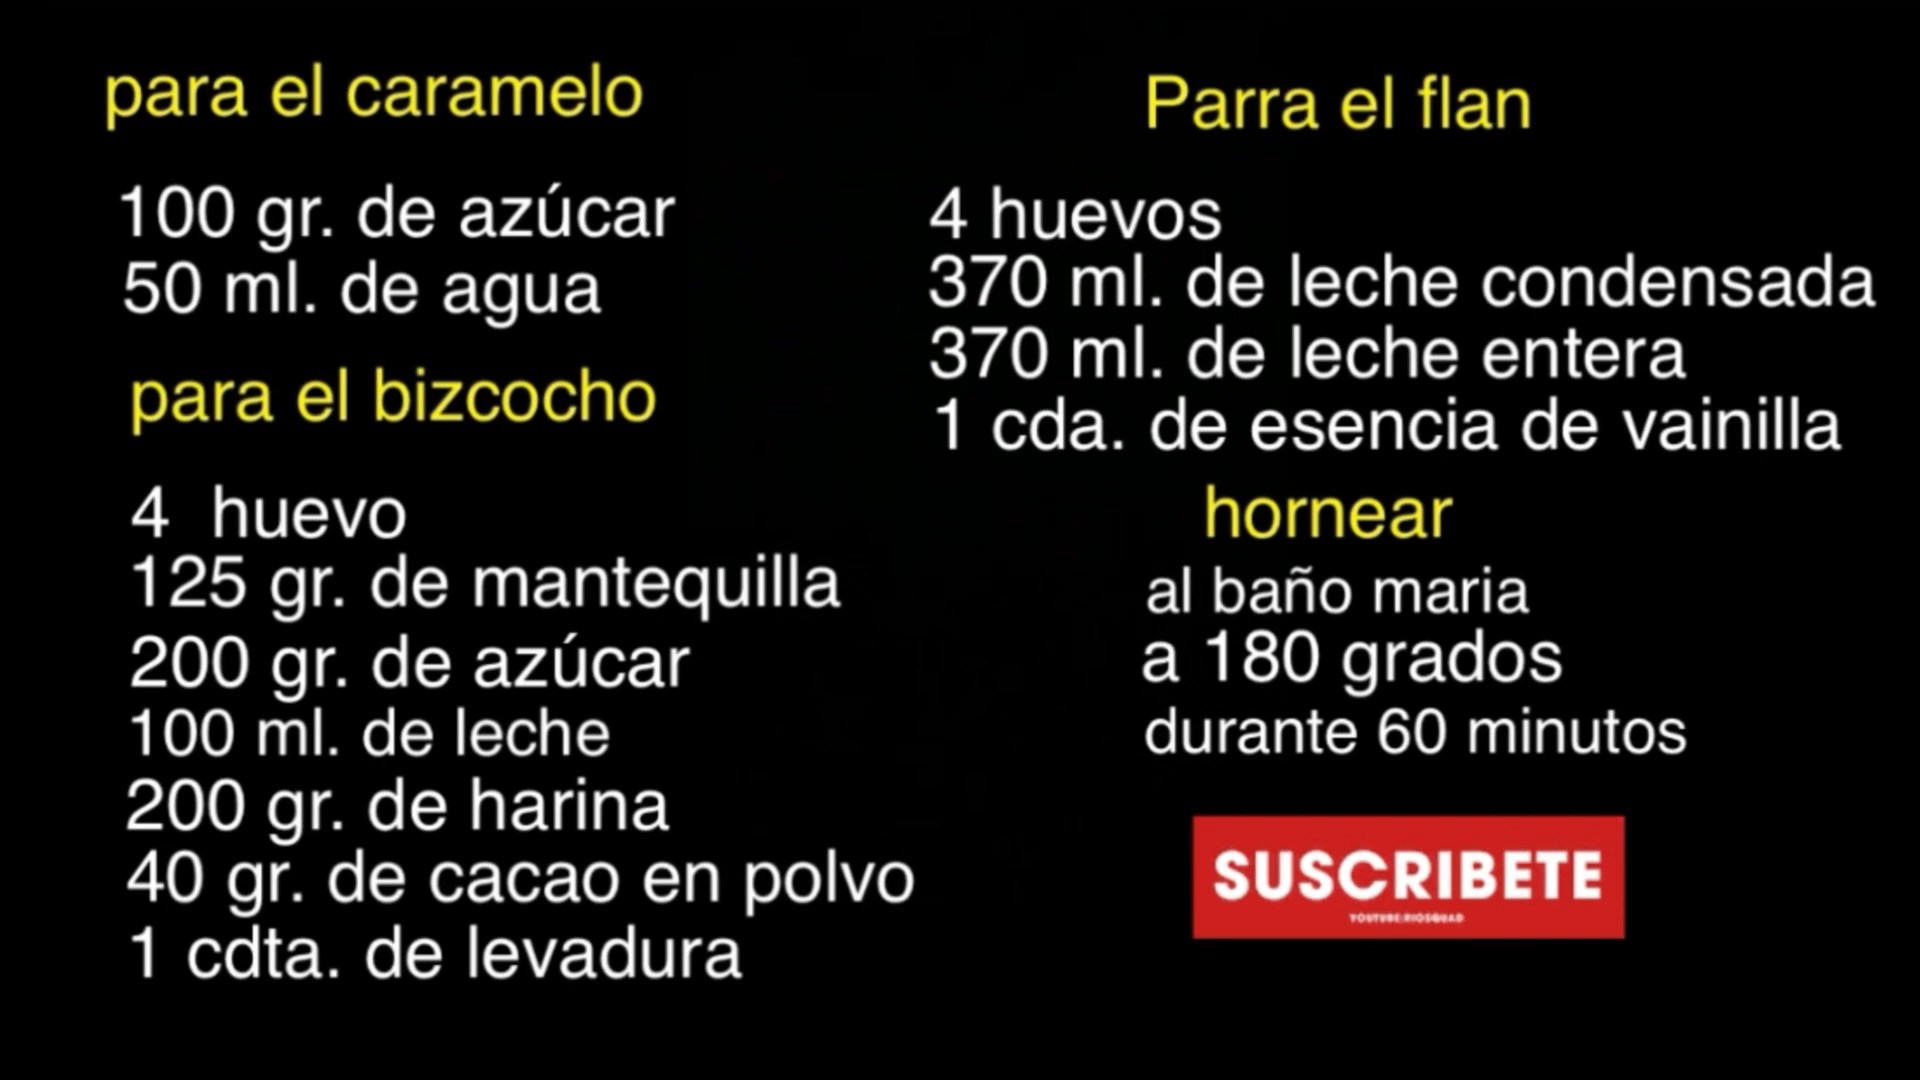 para el caramelo
100 gr. de azúcar
50 ml. de agua
para el bizcocho
4 huevo
125 gr. de mantequilla
200 gr. de azúcar
100 ml. de leche
200 gr. de harina
40 gr. de cacao en polvo
1 cdta. de levadura
Parra el flan
4 huevos
370 ml. de leche condensada
370 ml. de leche entera
1 cda. de esencia de vainilla
hornear
al baño maria
a 180 grados
durante 60 minutos
SUSCRIBETE
YOUTUBE:RIOSQUAD